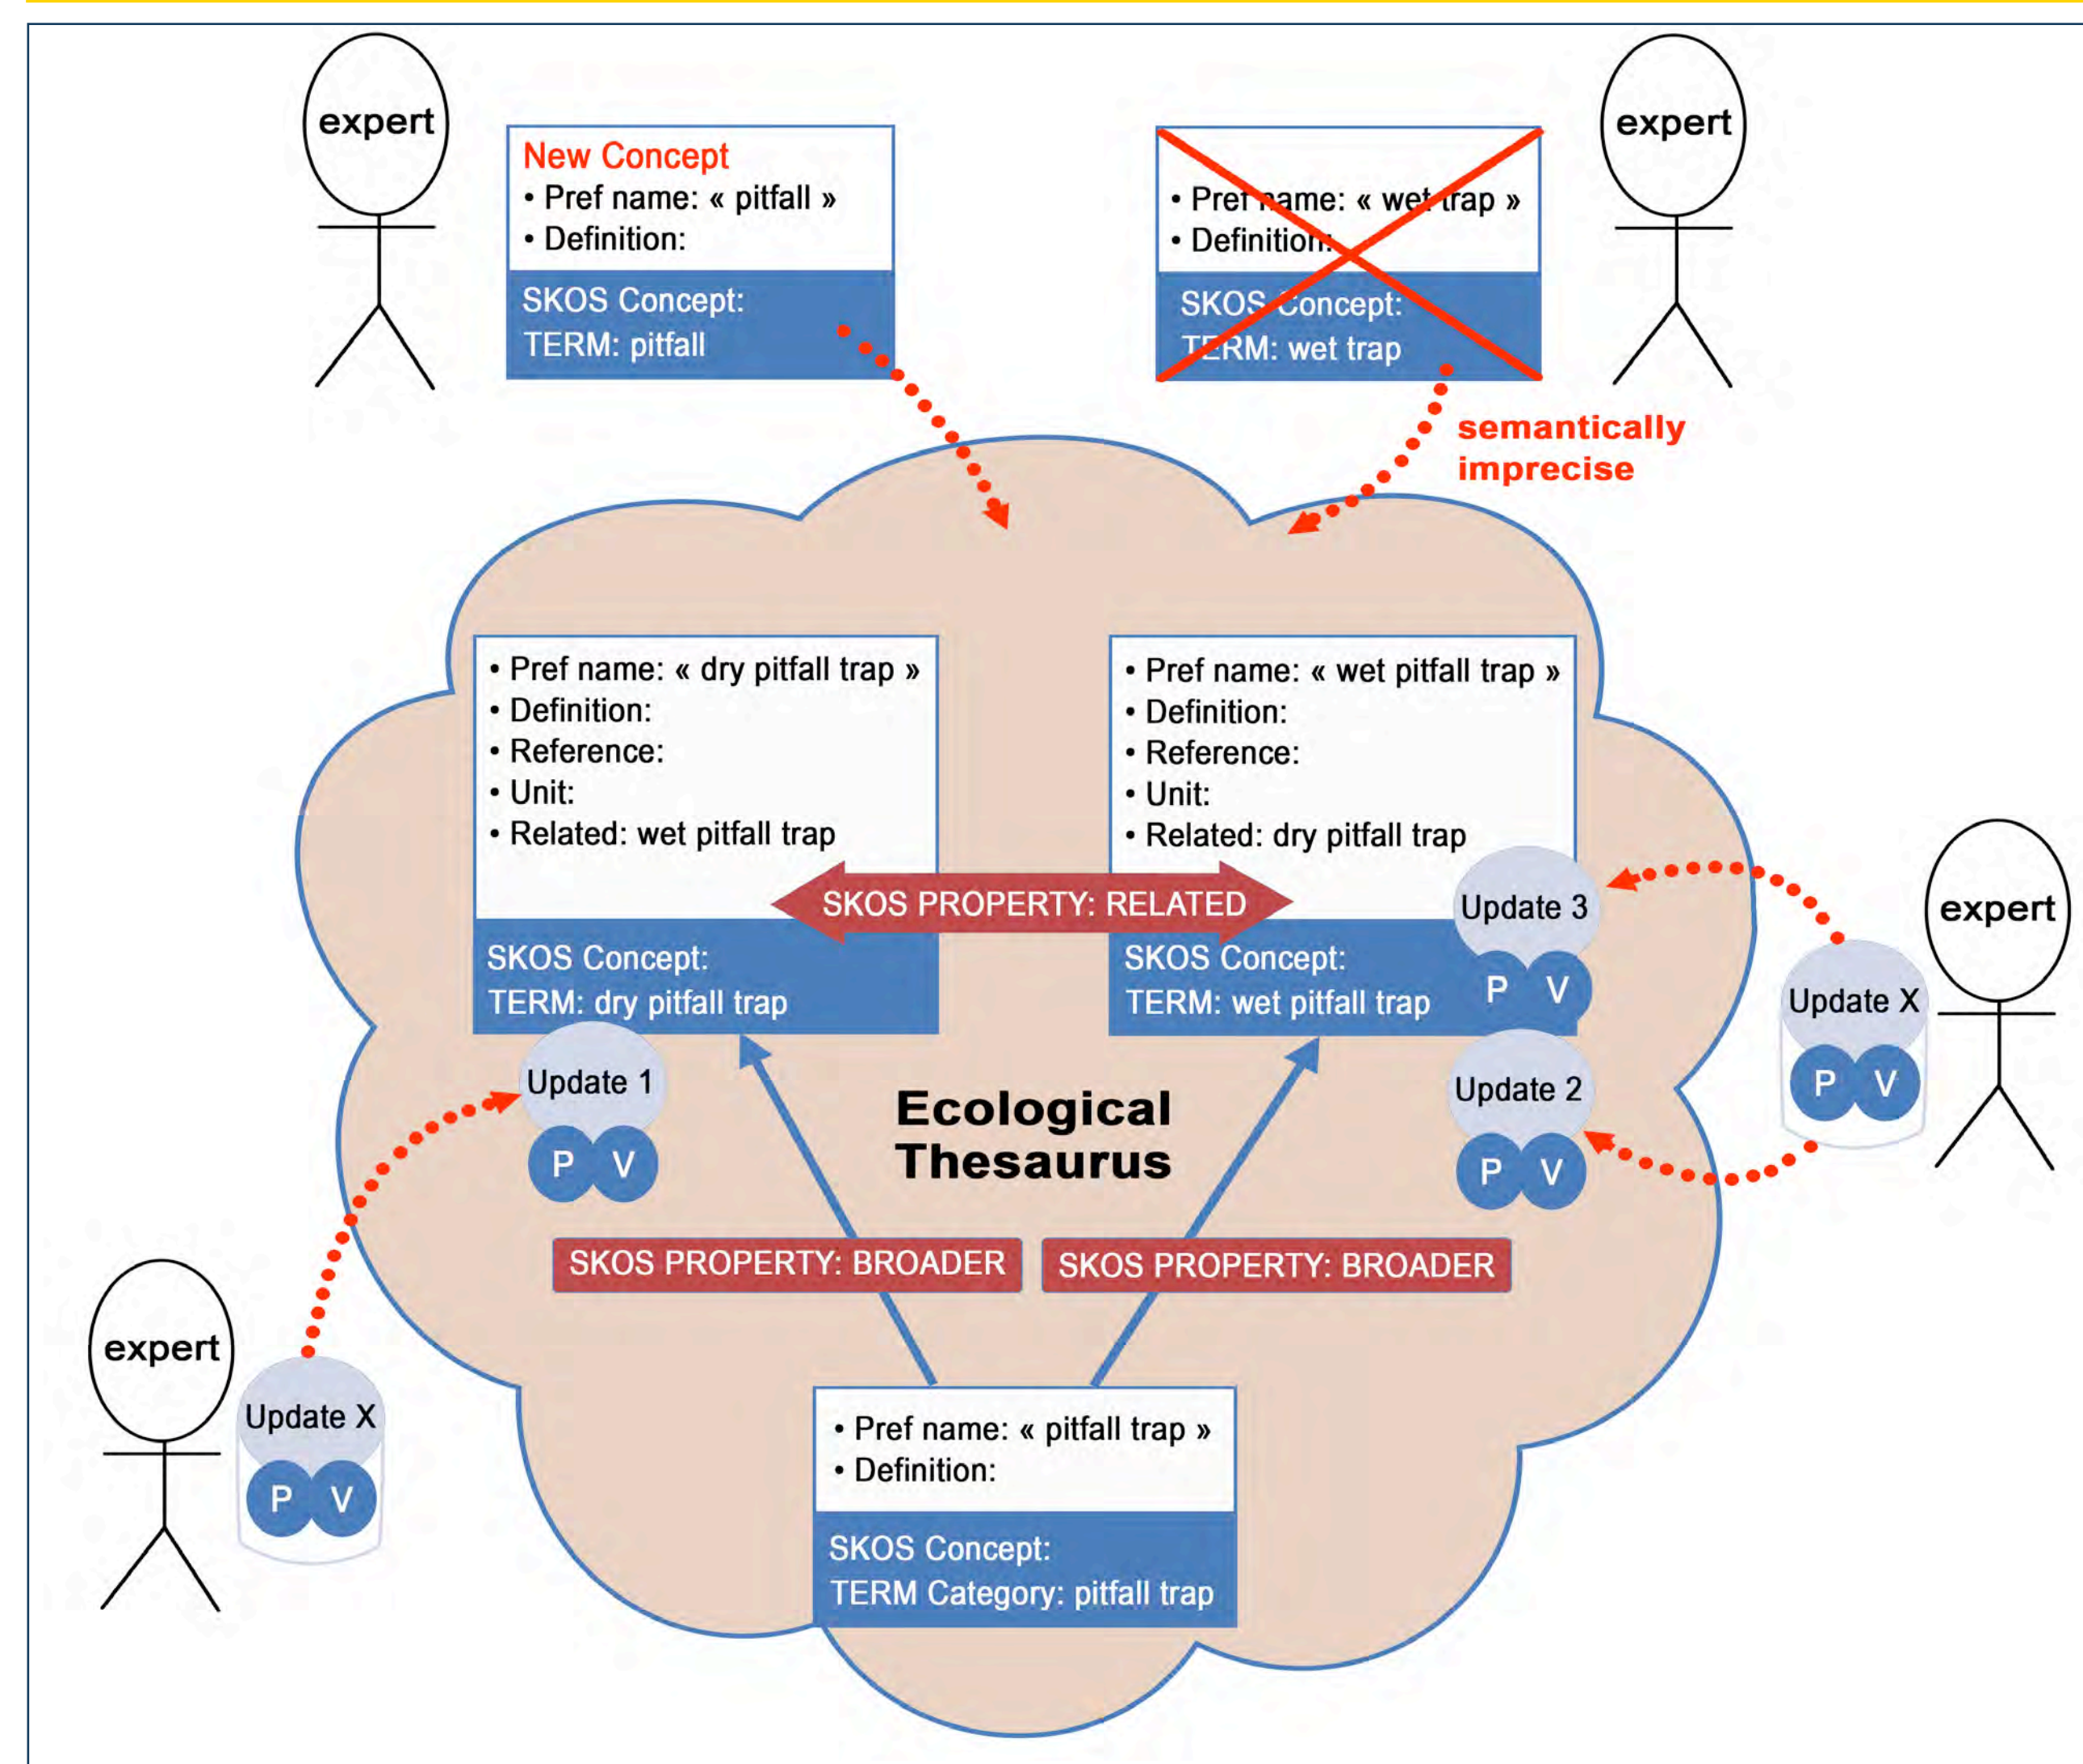 expert
New Concept
• Pref name: « pitfall »
• Definition:
SKOS Concept:
TERM: pitfall
• Pref name: « wet trap »
• Definition:
SKOS Concept:
TERM: wet trap
expert
semantically
imprecise
• Pref name: « dry pitfall trap »
• Definition:
• Reference:
• Unit:
• Related: wet pitfall trap
SKOS Concept:
TERM: dry pitfall trap
• Pref name: « wet pitfall trap »
• Definition:
• Reference:
• Unit:
• Related: dry pitfall trap
SKOS Concept:
TERM: wet pitfall trap
SKOS PROPERTY: RELATED
Update 3
P V
expert
Update X
P V
Update 1
P V
Ecological
Thesaurus
Update 2
P V
SKOS PROPERTY: BROADER
SKOS PROPERTY: BROADER
expert
Update X
P V
• Pref name: « pitfall trap »
• Definition:
SKOS Concept:
TERM Category: pitfall trap